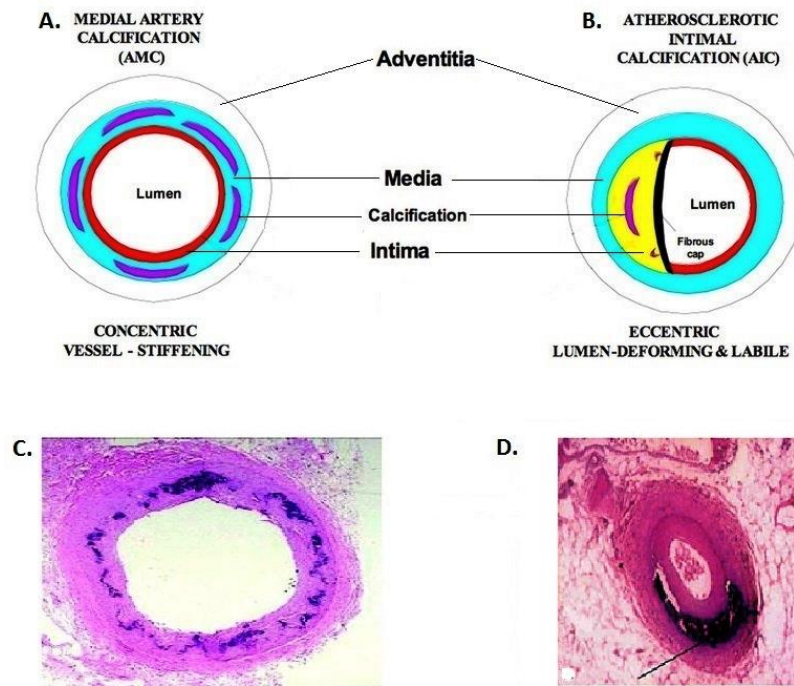 A.
MEDIAL ARTERY
CALCIFICATION
(AMC)
B.
ATHEROSCLEROTIC
INTIMAL
CALCIFICATION (AIC)
Adventitia
Lumen
Media
Calcification
Intima
Lumen
Fibrous
cap
CONCENTRIC
VESSEL - STIFFENING
ECCENTRIC
LUMEN-DEFORMING & LABILE
C.
D.